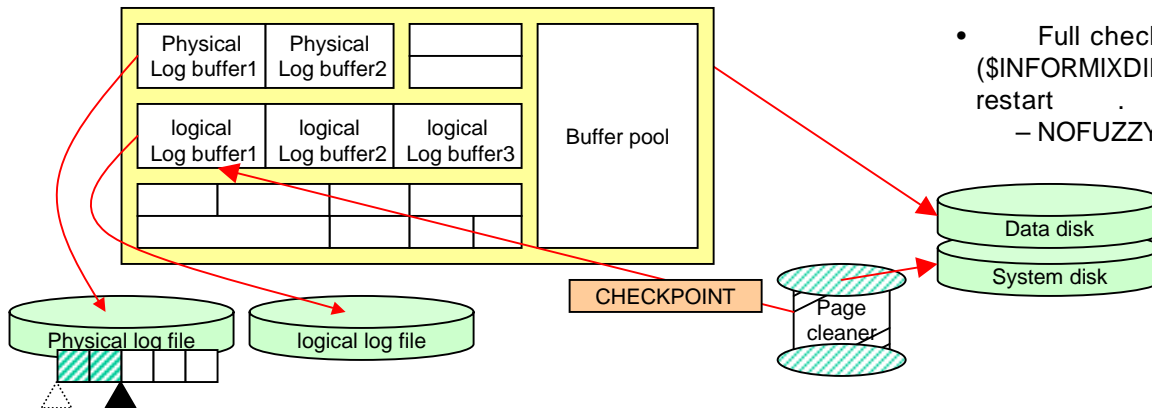 Physical
Log buffer1
Physical
Log buffer2
logical
Log buffer1
logical
Log buffer2
logical
Log buffer3
Buffer pool
• Full check
($INFORMIXDI
restart .
– NOFUZZY
Data disk
System disk
CHECKPOINT
Page
cleaner
Physical log file
logical log file